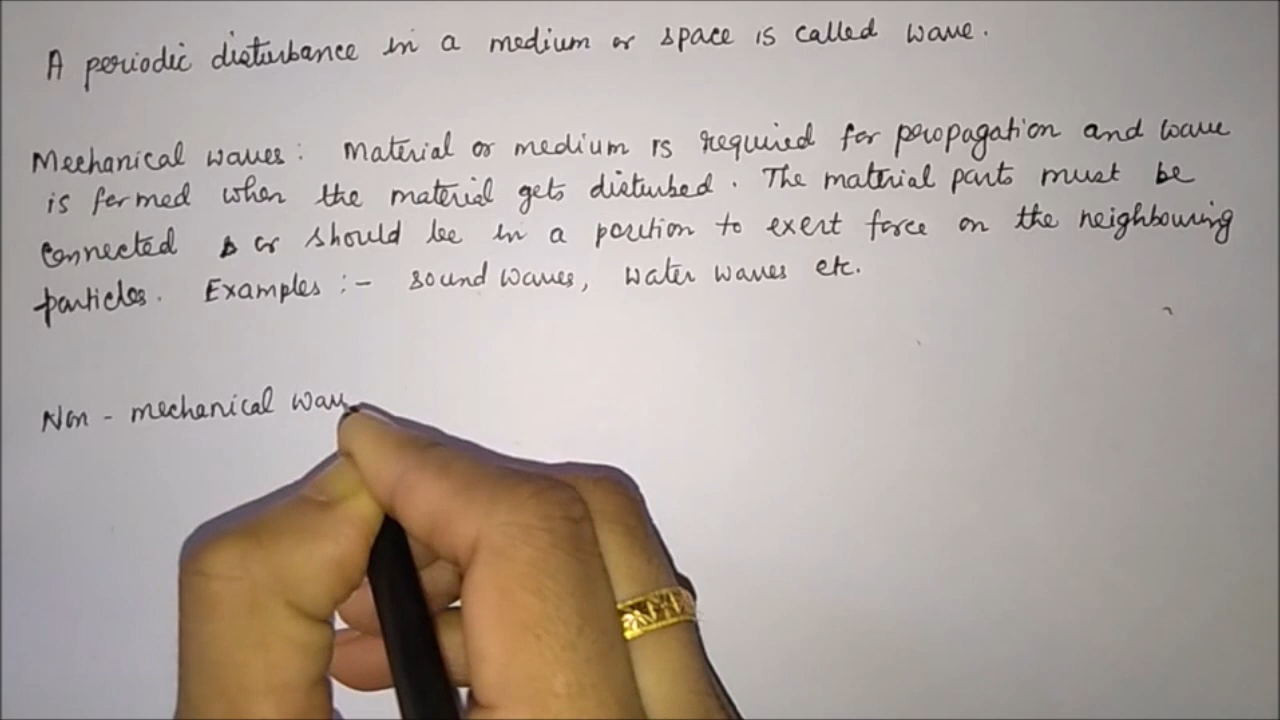 A periodic disturbance in a medium or space is called wave.
Mechanical waves: Material or medium is required for propagation and wave
is formed when the material gets disturbed. The material parts must be
connected or should be in a position to exert force on the neighbouring
particles. Examples :- sound waves, water waves etc.
Non - mechanical wav